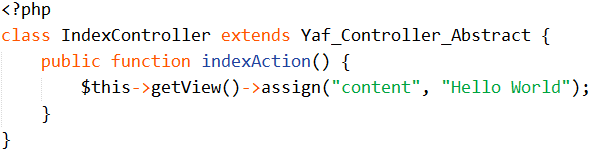 <?php
class IndexController extends Yaf_Controller_Abstract {
    public function indexAction() {
        $this->getView()->assign("content", "Hello World");
    }
}